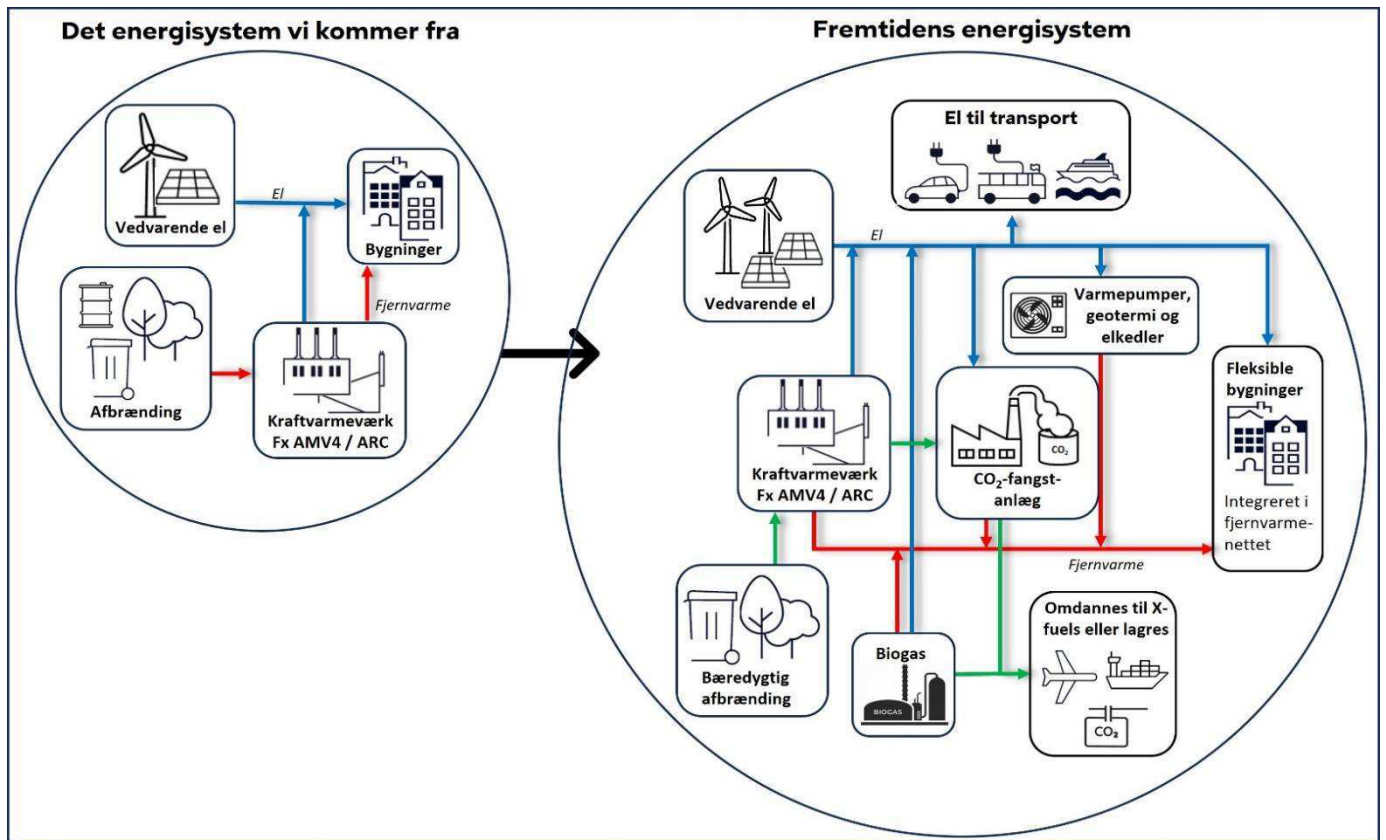 Det energisystem vi kommer fra
Vedvarende el
El
Bygninger
Fjernvarme
Afbrænding
Kraftvarmeværk
Fx AMV4 / ARC
Fremtidens energisystem
El til transport
Vedvarende el
El
Varmepumper,
geotermi og
elkedler
Fleksible
bygninger
Integreret i
fjernvarme-
nettet
Kraftvarmeværk
Fx AMV4 / ARC
CO₂
CO₂-fangst-
anlæg
Fjernvarme
Bæredygtig
afbrænding
Biogas
BIOGAS
Omdannes til X-
fuels eller lagres
CO₂